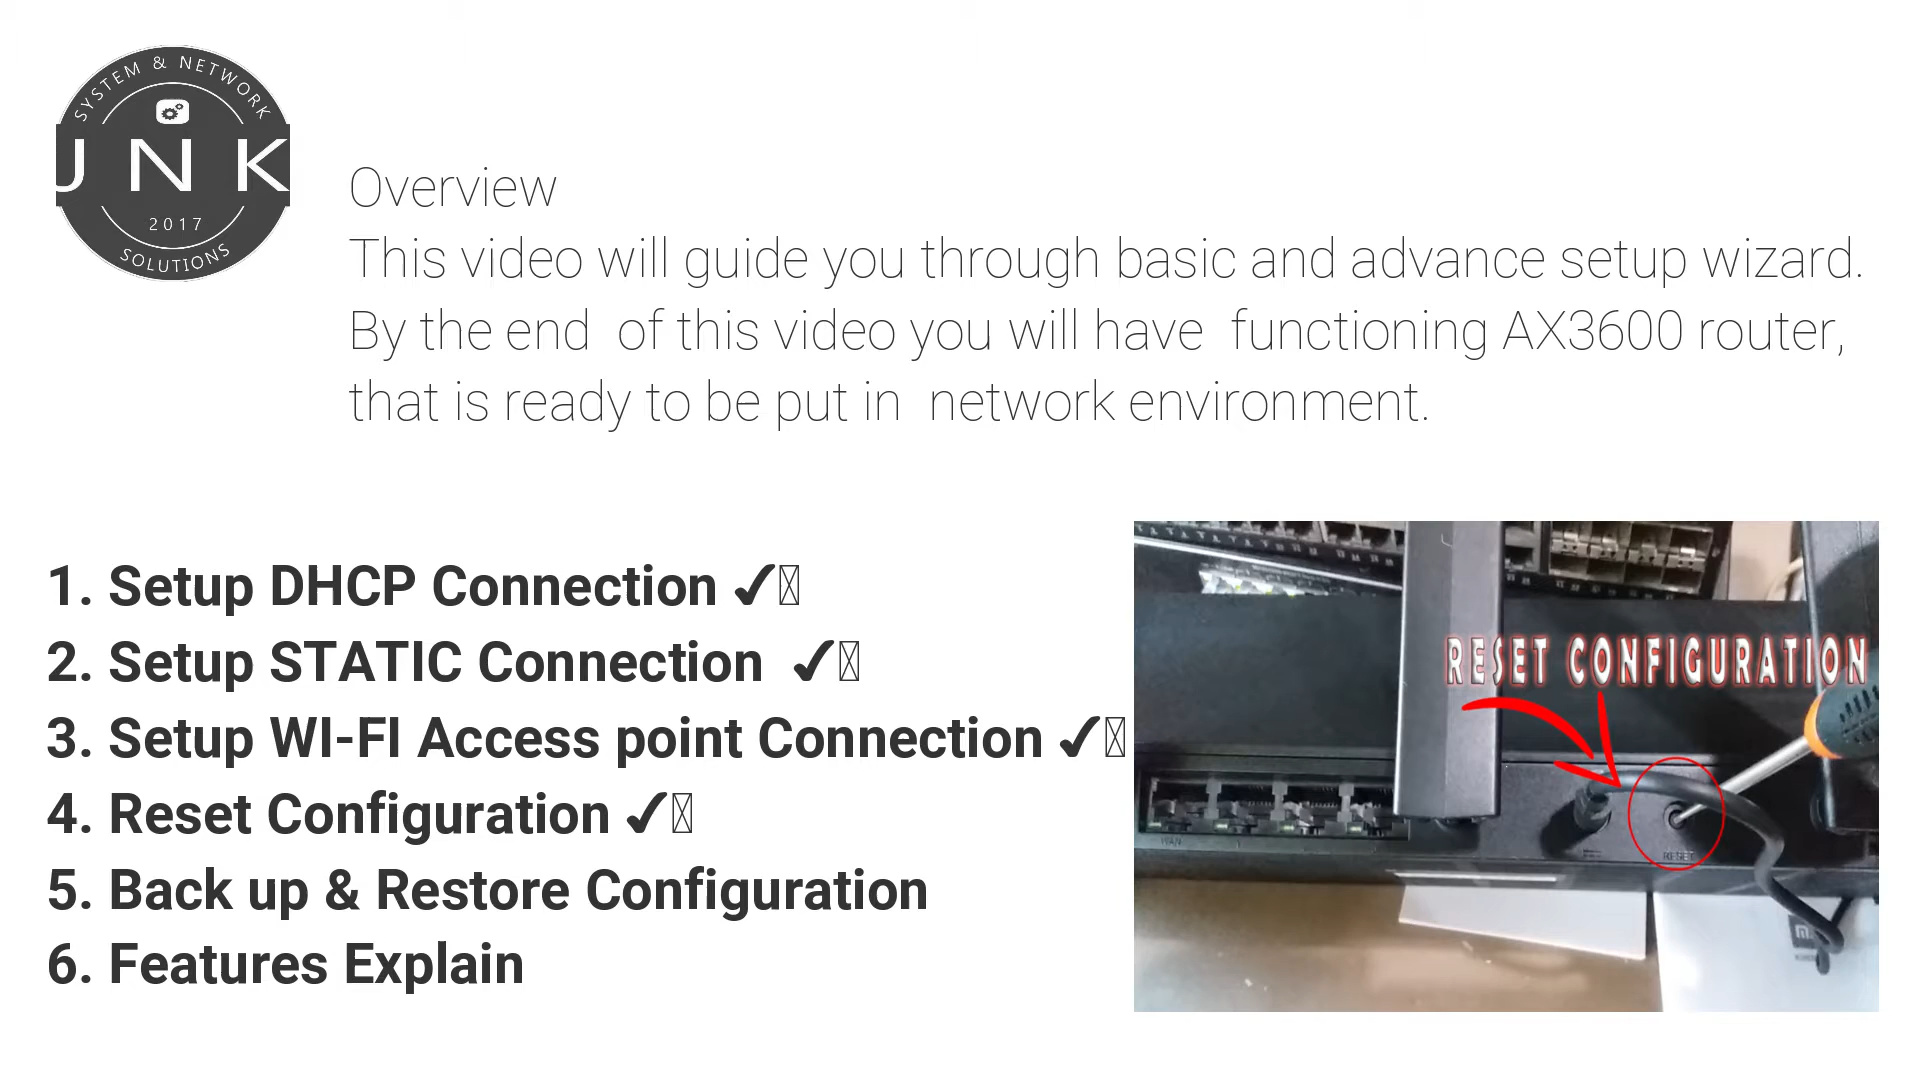 SYSTEM & NETWORK
JNK
2017
SOLUTIONS
Overview
This video will guide you through basic and advance setup wizard.
By the end of this video you will have functioning AX3600 router,
that is ready to be put in network environment.
1. Setup DHCP Connection ✔
2. Setup STATIC Connection ✔
3. Setup WI-FI Access point Connection ✔
4. Reset Configuration ✔
5. Back up & Restore Configuration
6. Features Explain
RESET CONFIGURATION
WAN
RESET